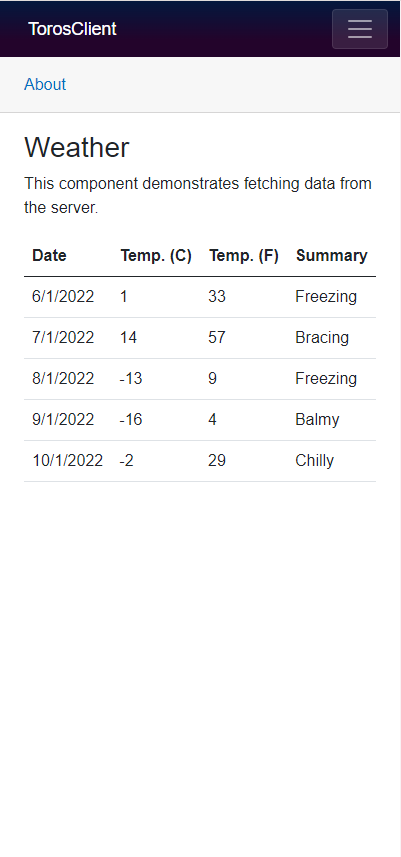 TorosClient
About
Weather
This component demonstrates fetching data from
the server.
Date Temp. (C) Temp. (F) Summary
6/1/2022 1 33 Freezing
7/1/2022 14 57 Bracing
8/1/2022 -13 9 Freezing
9/1/2022 -16 4 Balmy
10/1/2022 -2 29 Chilly